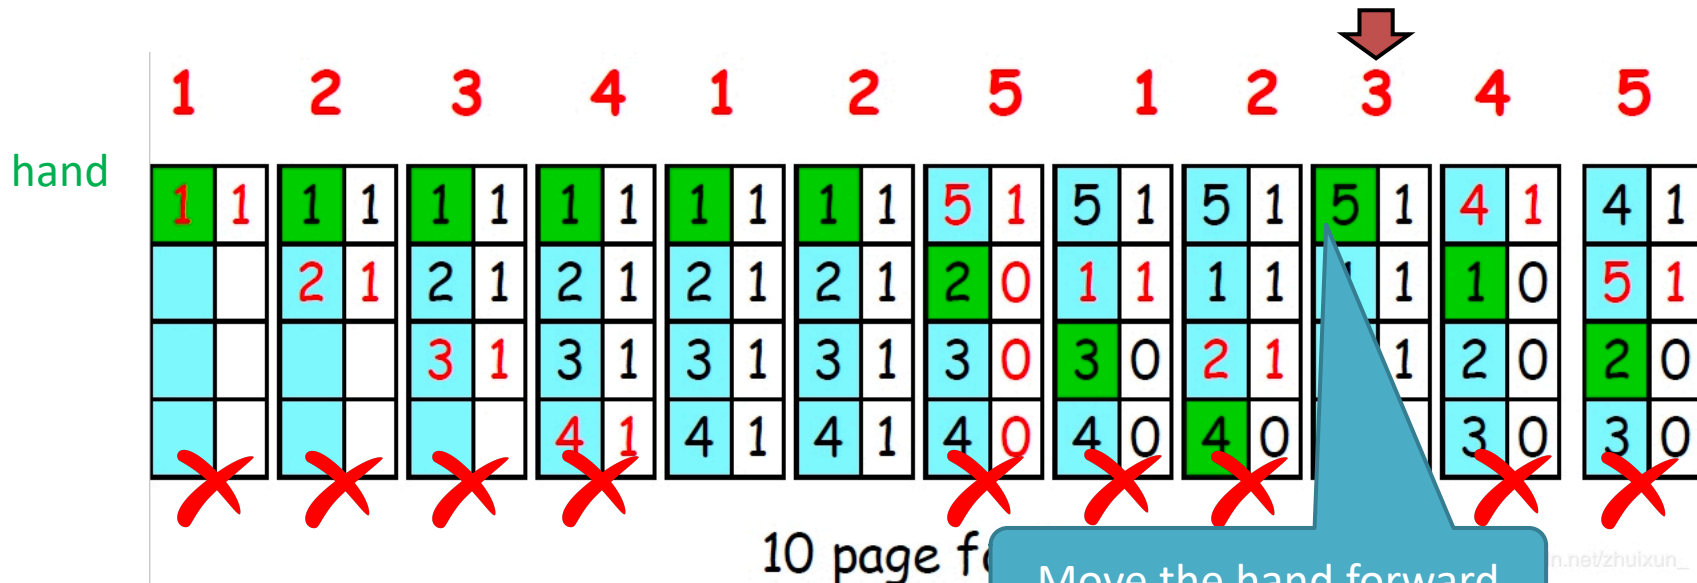 1 2 3 4 1 2 5 1 2 3 4 5
hand
1 1 1 1 1 1 1 1 1 1 1 1 5 1 5 1 5 1 5 1 4 1 4 1
2 1 2 1 2 1 2 1 2 1 2 0 1 1 1 1 1 1 0 5 1
3 1 3 1 3 1 3 1 3 0 3 0 2 1 1 2 0 2 0
4 1 4 1 4 1 4 0 4 0 4 0 3 0 3 0
10 page
Move the hand forward
n.net/zhuixun_